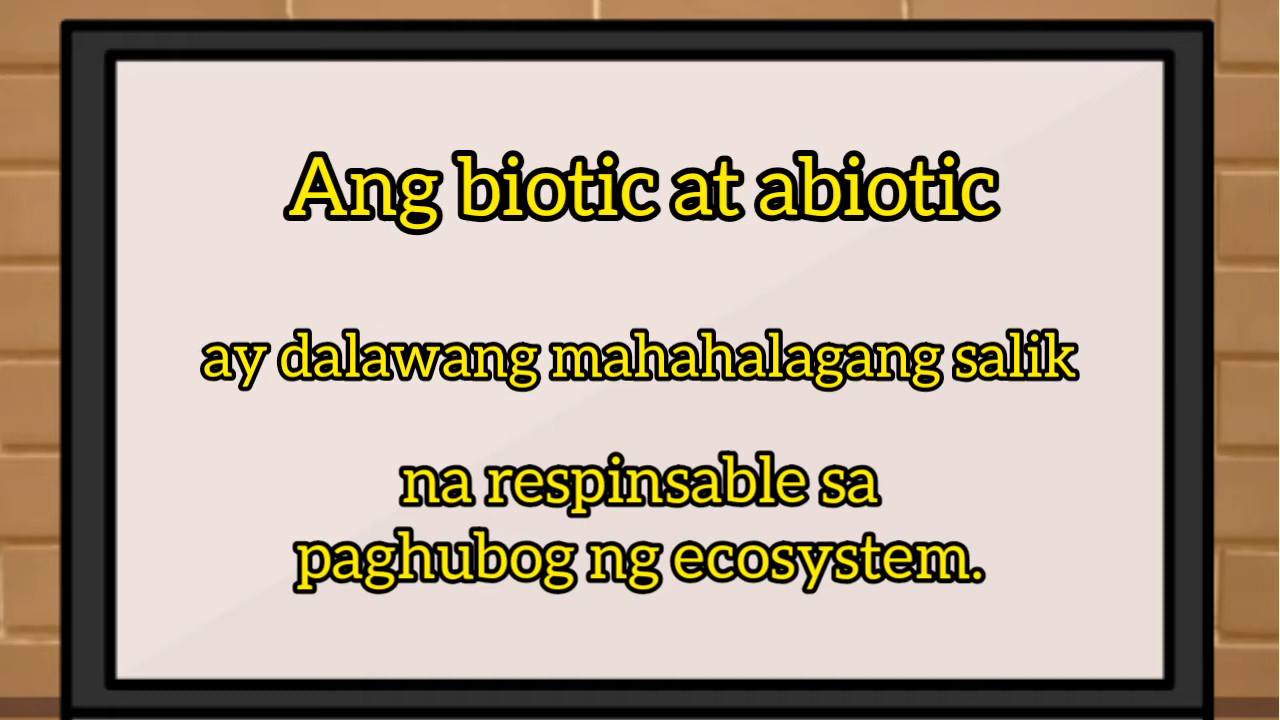 Ang biotic at abiotic
ay dalawang mahahalagang salik
na respinsable sa
paghubog ng ecosystem.